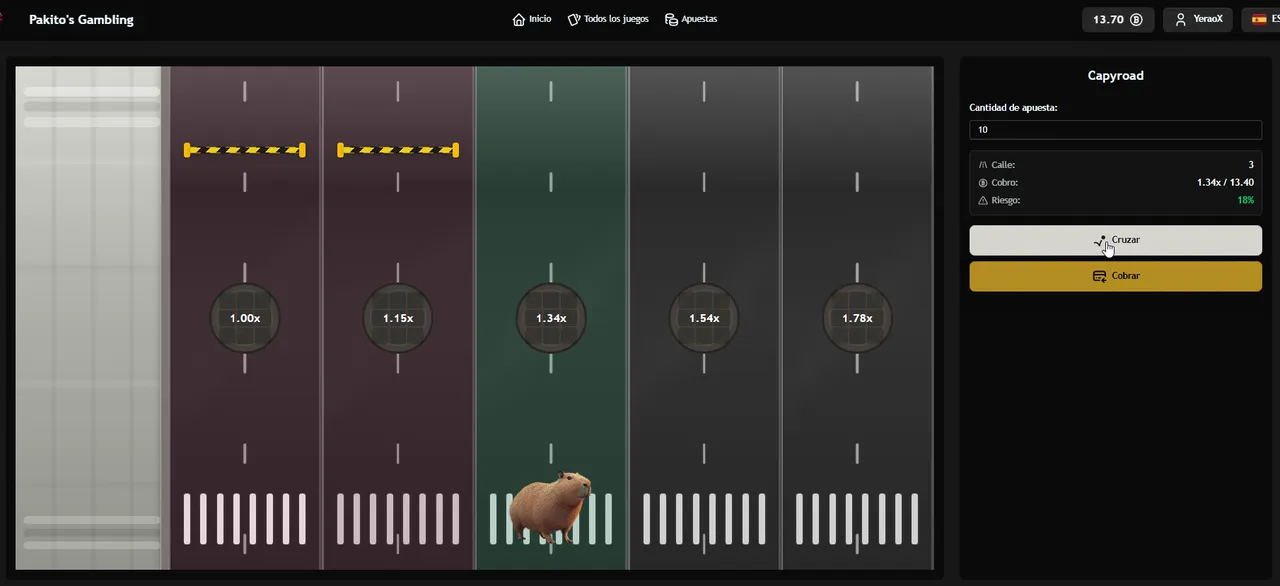 Pakito's Gambling
Inicio
Todos los juegos
Apuestas
13.70
YeraoX
ES
1.00x
1.15x
1.34x
1.54x
1.78x
Capyroad
Cantidad de apuesta:
10
Calle: 3
Cobro: 1.34x / 13.40
Riesgo: 18%
Cruzar
Cobrar